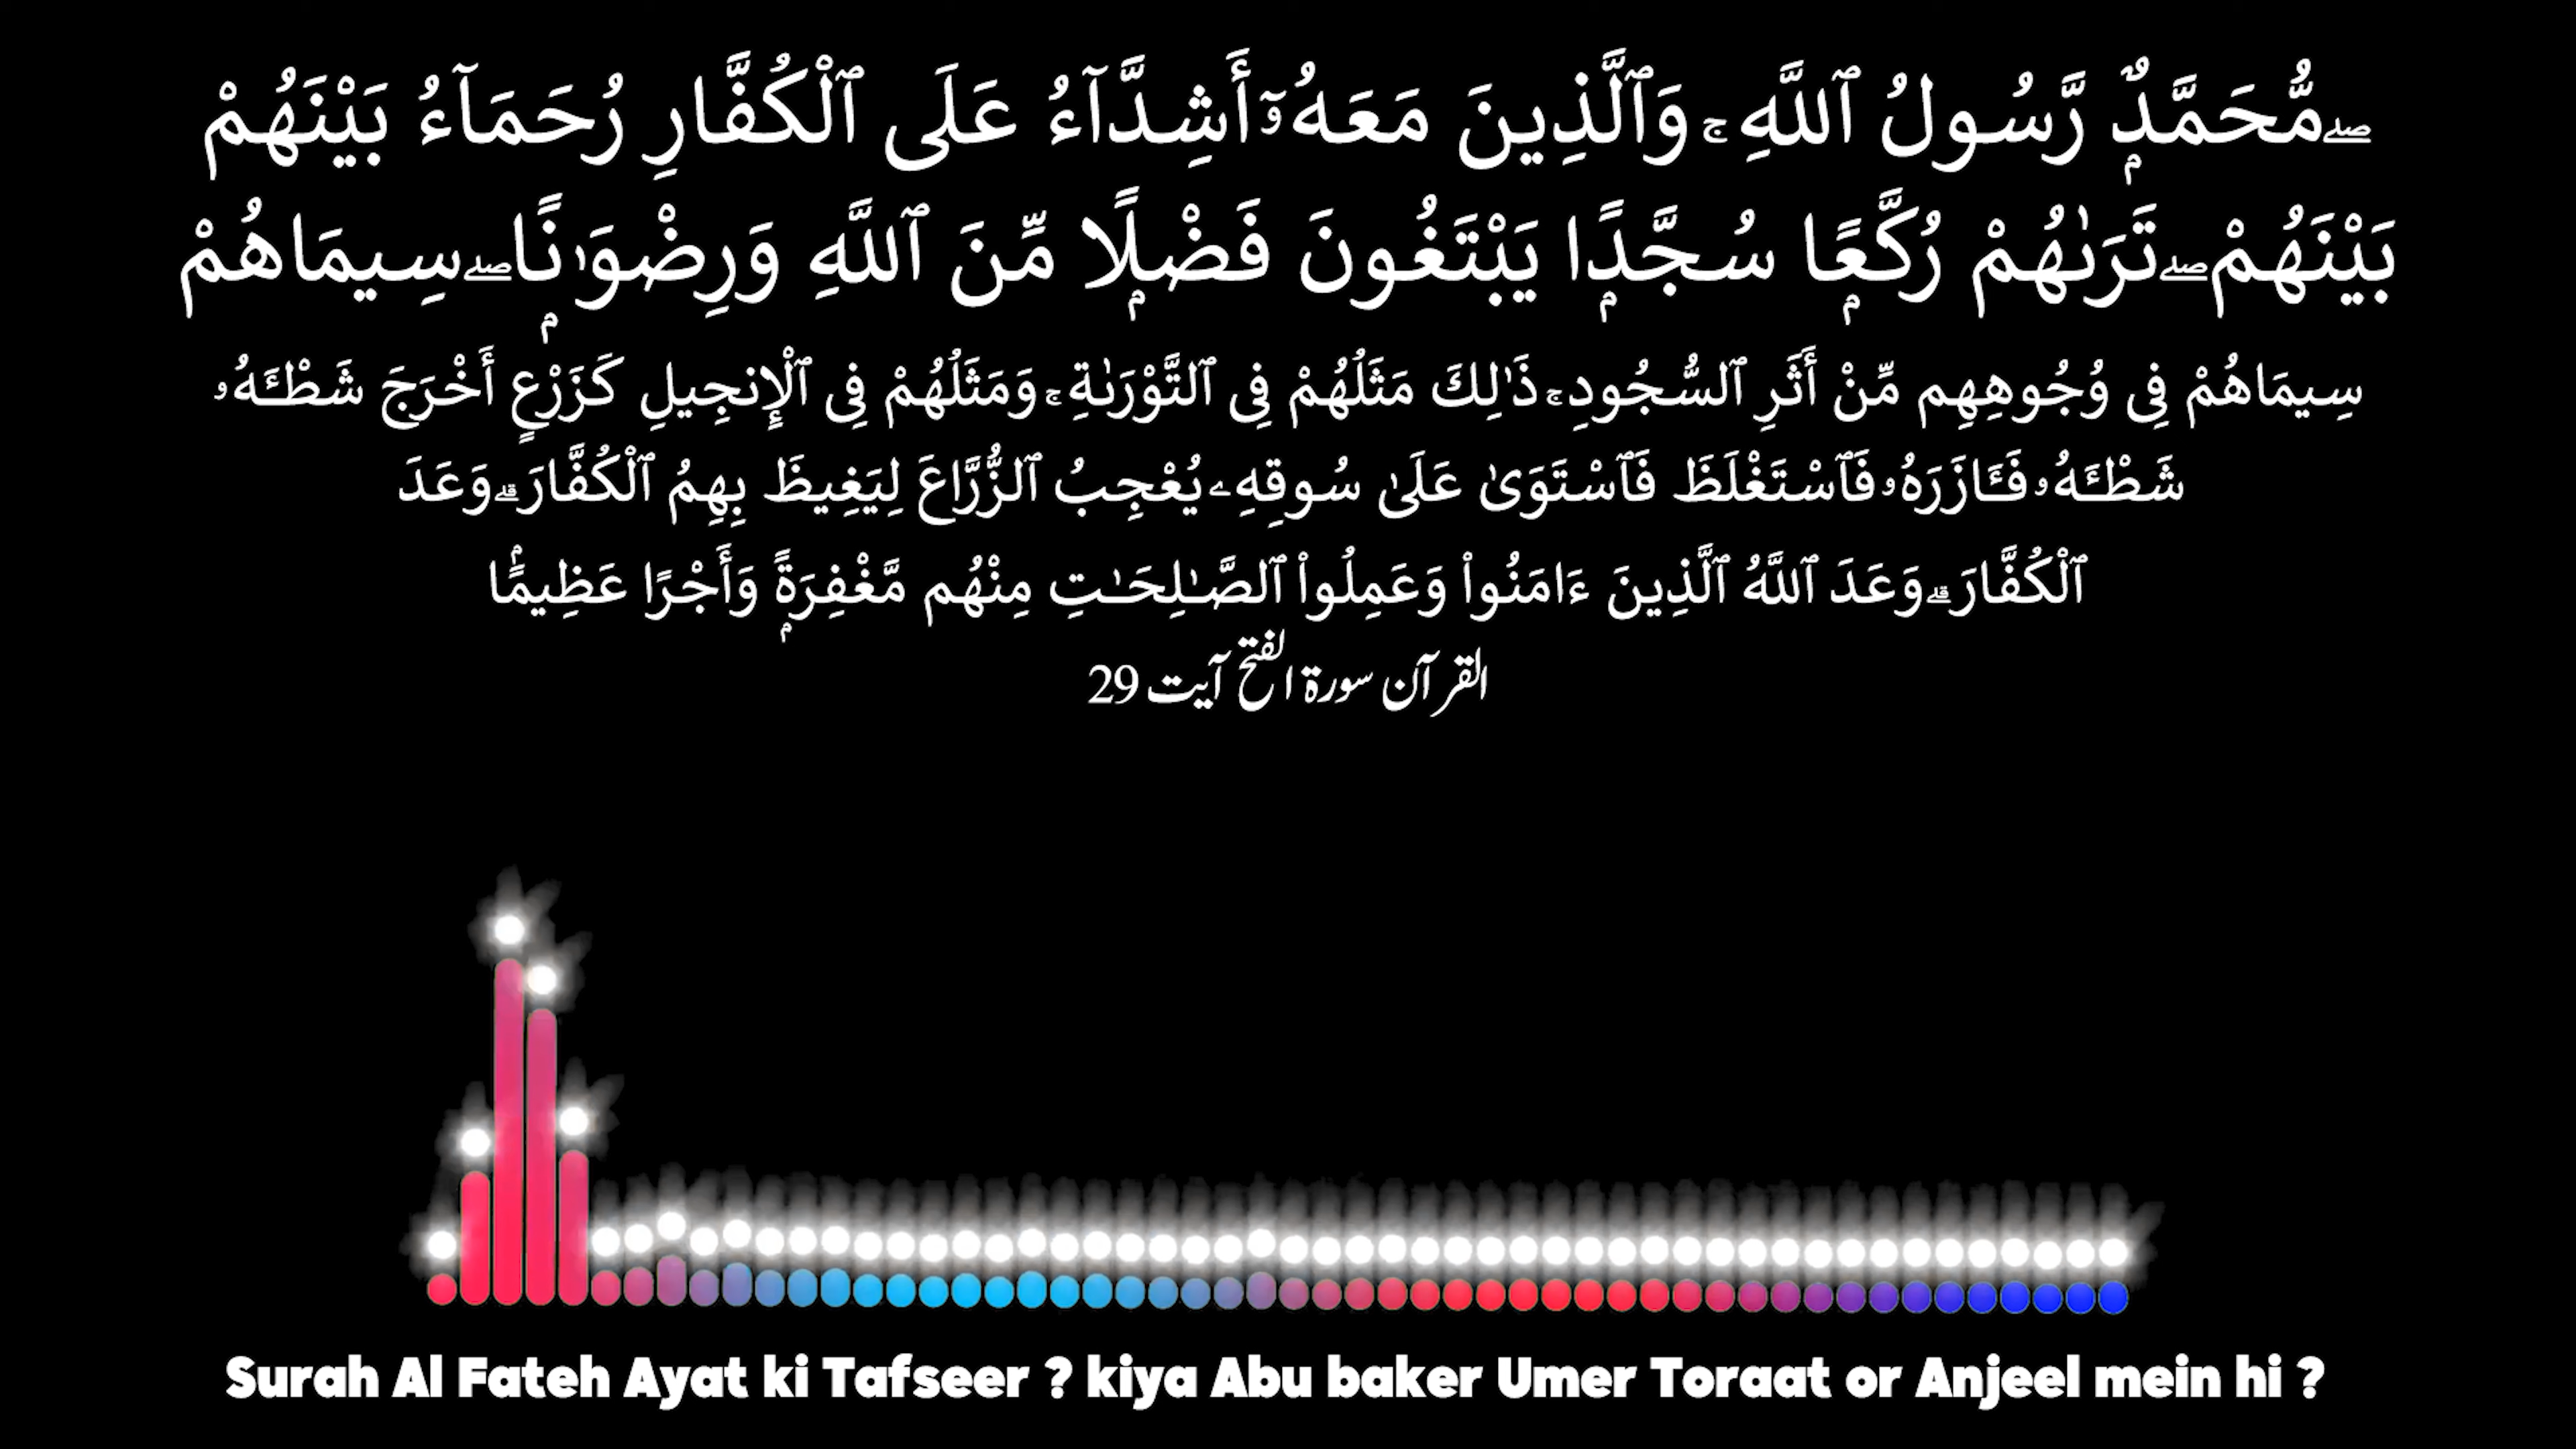 ۖمُّحَمَّدٌۭ رَّسُولُ ٱللَّهِ ۚ وَٱلَّذِينَ مَعَهُۥٓ أَشِدَّآءُ عَلَى ٱلْكُفَّارِ رُحَمَآءُ بَيْنَهُمْ
بَيْنَهُمْ ۖ تَرَىٰهُمْ رُكَّعًۭا سُجَّدًۭا يَبْتَغُونَ فَضْلًۭا مِّنَ ٱللَّهِ وَرِضْوَٰنًۭا ۖ سِيمَاهُمْ
سِيمَاهُمْ فِى وُجُوهِهِم مِّنْ أَثَرِ ٱلسُّجُودِ ۚ ذَٰلِكَ مَثَلُهُمْ فِى ٱلتَّوْرَىٰةِ ۚ وَمَثَلُهُمْ فِى ٱلْإِنجِيلِ كَزَرْعٍ أَخْرَجَ شَطْـَٔهُۥ
شَطْـَٔهُۥ فَـَٔازَرَهُۥ فَٱسْتَغْلَظَ فَٱسْتَوَىٰ عَلَىٰ سُوقِهِۦ يُعْجِبُ ٱلزُّرَّاعَ لِيَغِيظَ بِهِمُ ٱلْكُفَّارَ ۗ وَعَدَ
ٱلْكُفَّارَ ۗ وَعَدَ ٱللَّهُ ٱلَّذِينَ ءَامَنُوا۟ وَعَمِلُوا۟ ٱلصَّـٰلِحَـٰتِ مِنْهُم مَّغْفِرَةًۭ وَأَجْرًا عَظِيمًۢا
القرآن سورۃ الفتح آیت 29
Surah Al Fateh Ayat ki Tafseer ? kiya Abu baker Umer Toraat or Anjeel mein hi ?